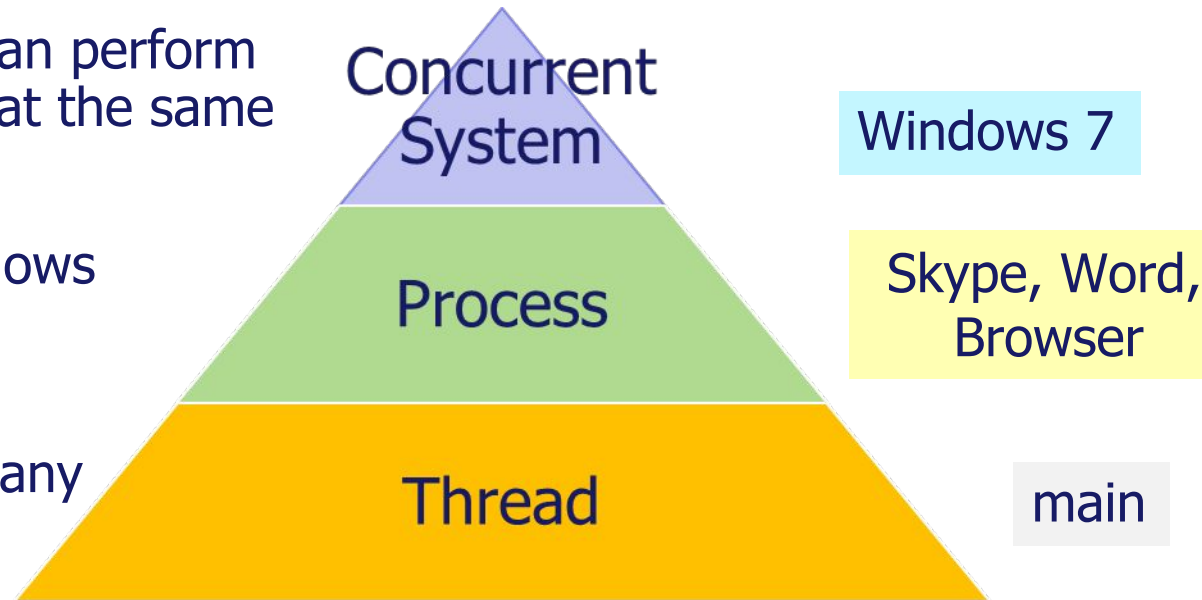 an perform
at the same
Concurrent
System
Windows 7
ows
Process
Skype, Word,
Browser
any
Thread
main